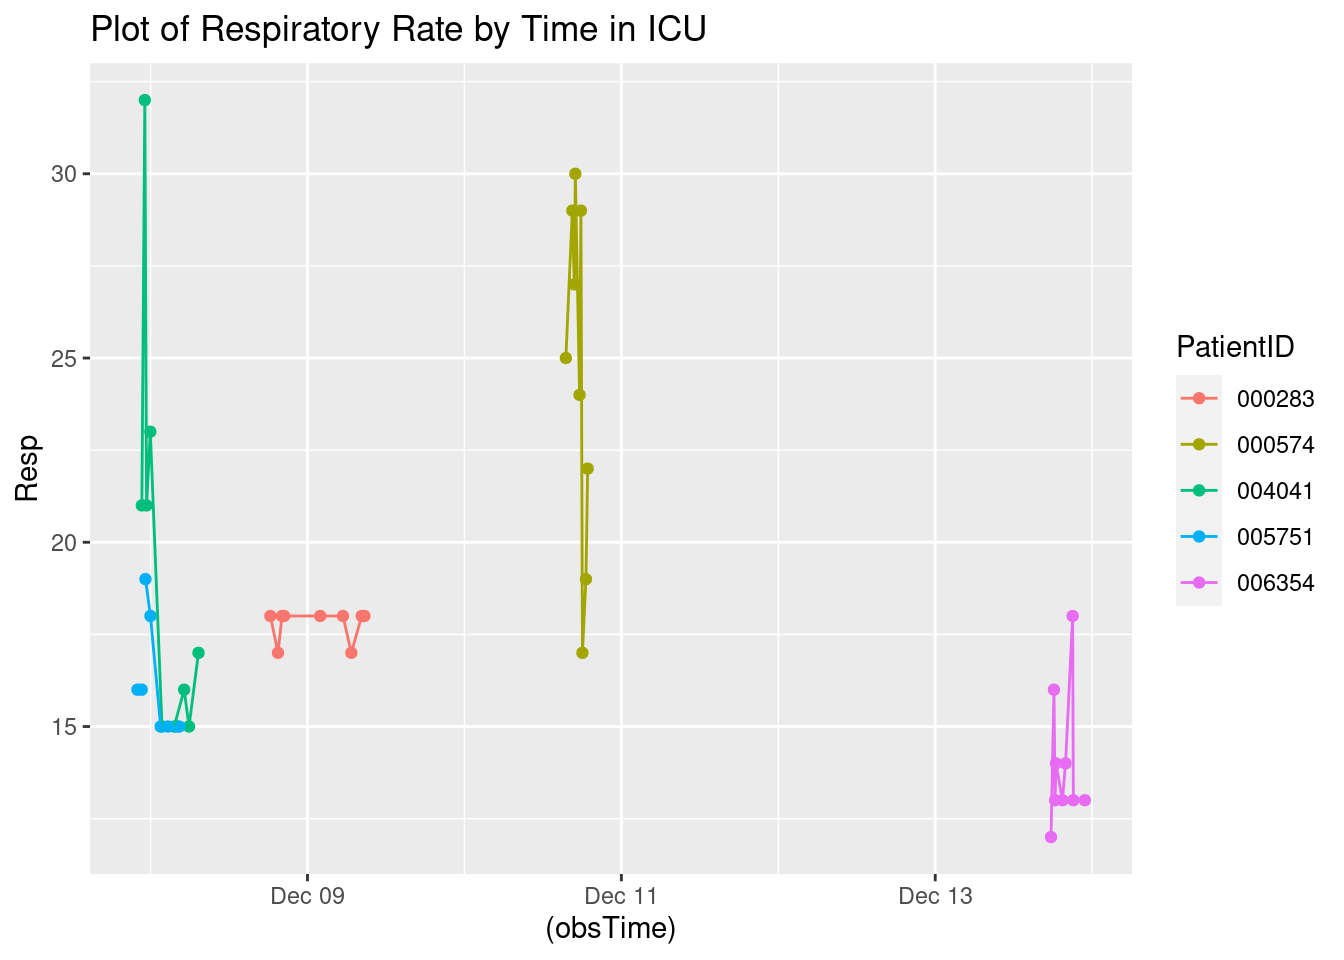 Plot of Respiratory Rate by Time in ICU
30
25
20
15
Resp
Dec 09
Dec 11
Dec 13
(obsTime)
PatientID
000283
000574
004041
005751
006354